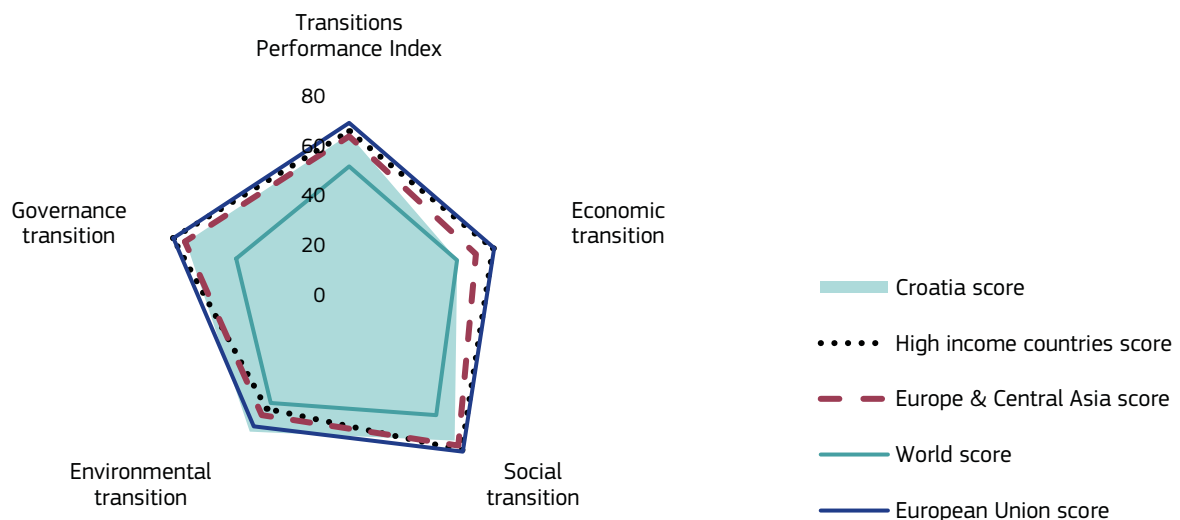 Transitions
Performance Index
80
60
40
20
0
Governance
transition
Economic
transition
Environmental
transition
Social
transition
Croatia score
High income countries score
Europe & Central Asia score
World score
European Union score